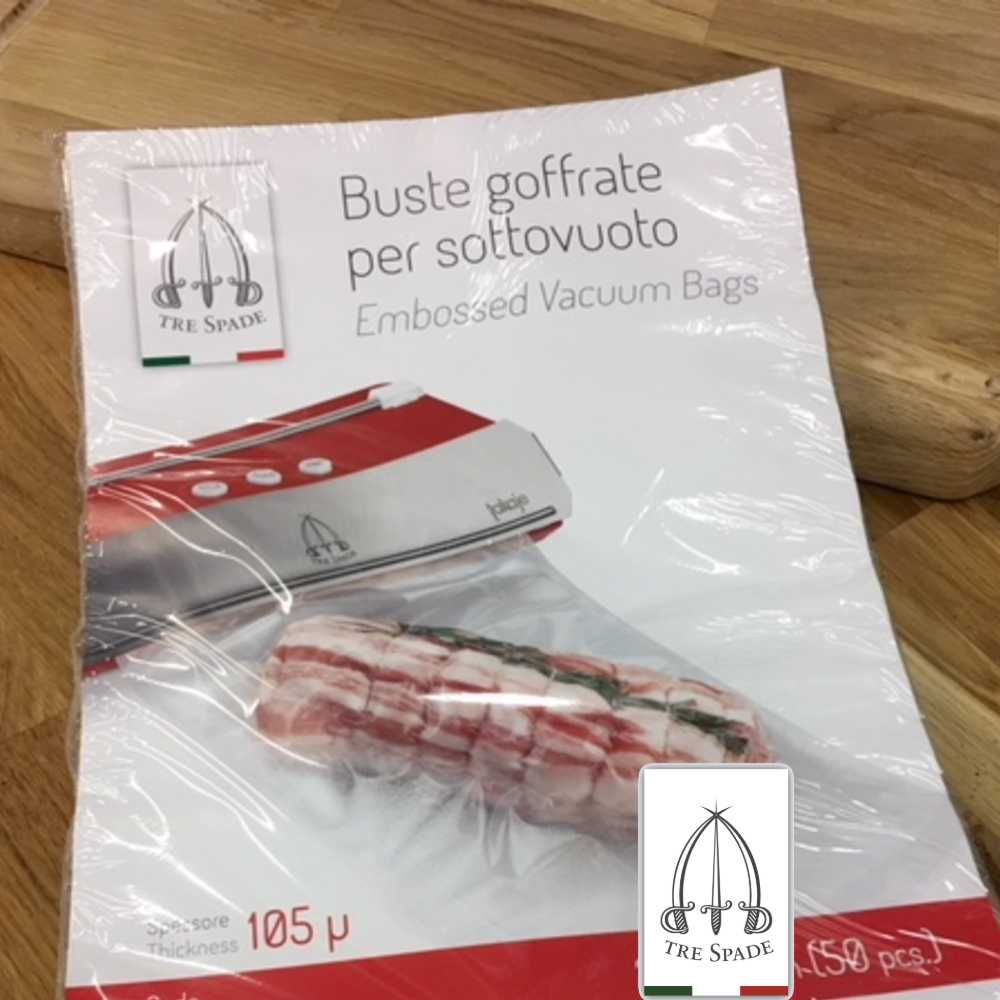 Buste goffrate
per sottovuoto
Embossed Vacuum Bags
TRE SPADE
TRE SPADE
Spessore
Thickness
105 µ
(50 pcs.)
TRE SPADE